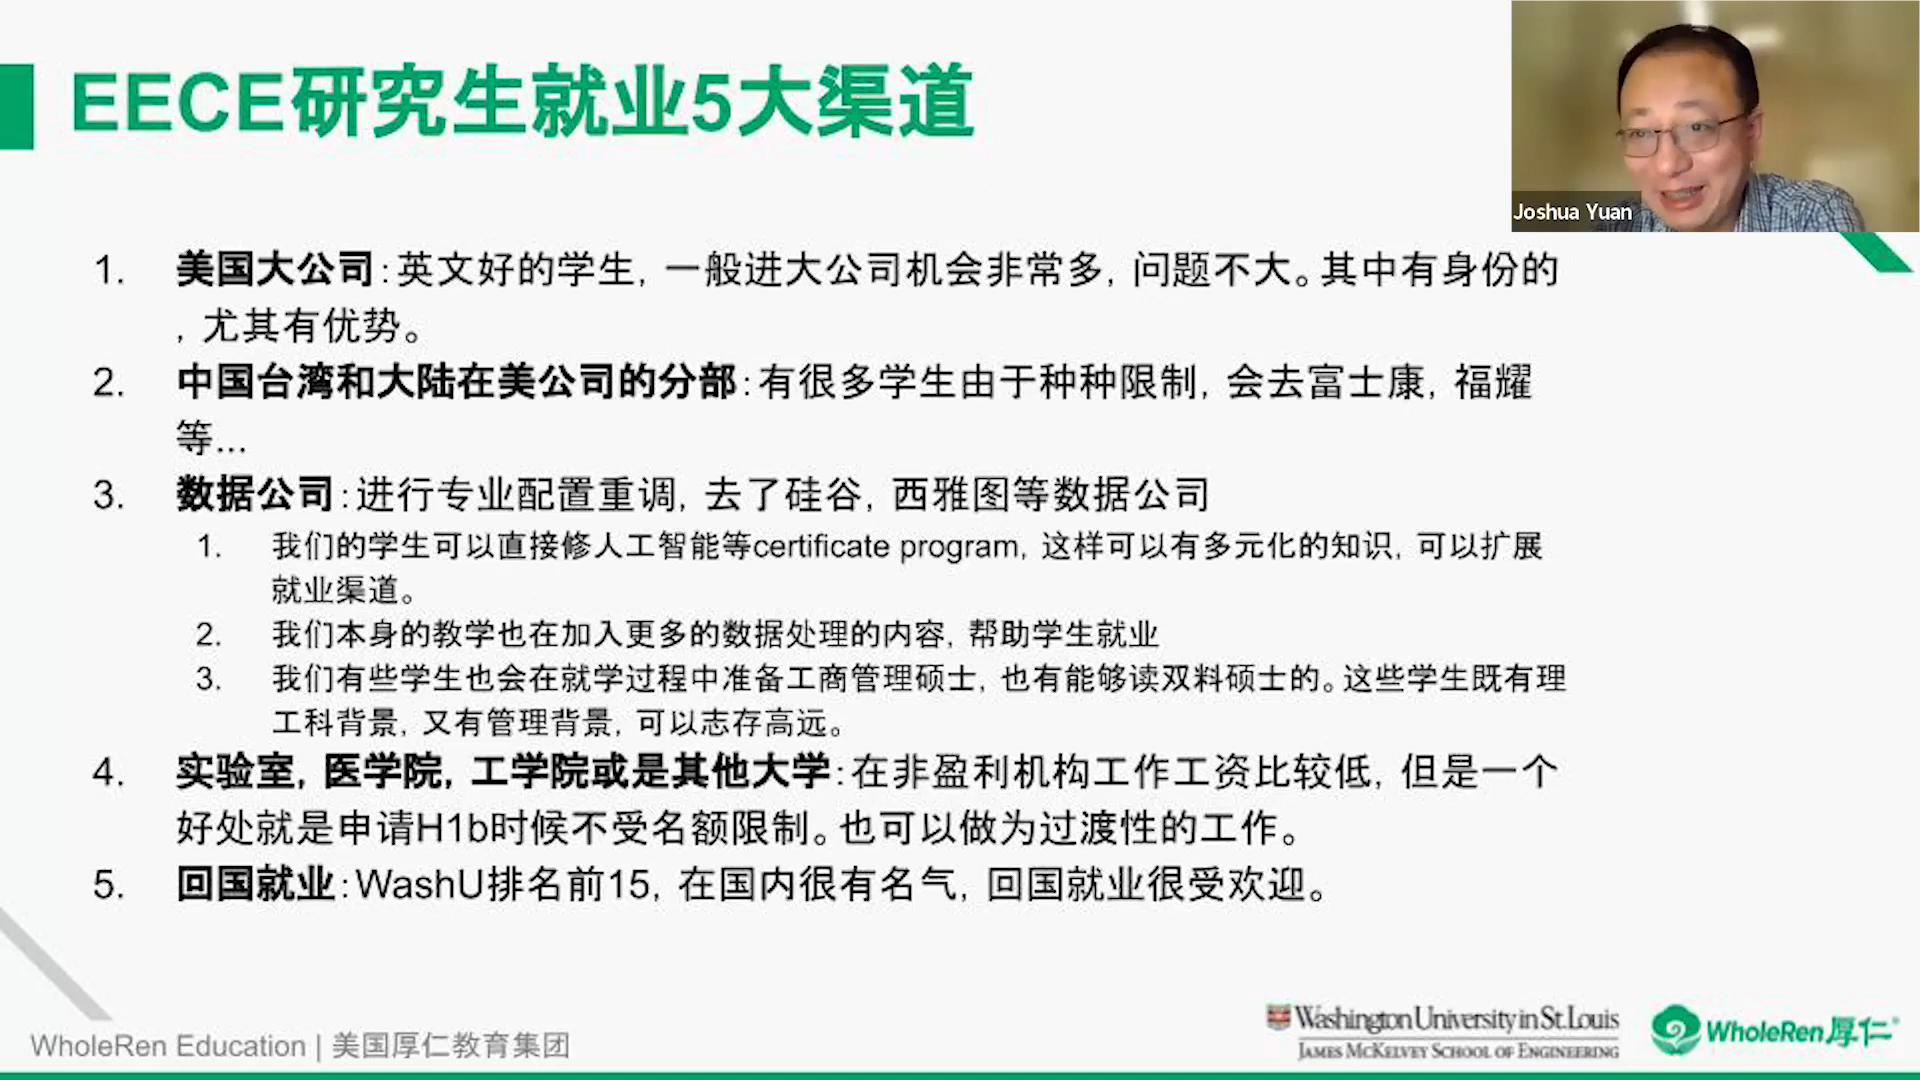 EECE研究生就业5大渠道
Joshua Yuan
1. 美国大公司：英文好的学生，一般进大公司机会非常多，问题不大。其中有身份的
，尤其有优势。
2. 中国台湾和大陆在美公司的分部：有很多学生由于种种限制，会去富士康，福耀
等...
3. 数据公司：进行专业配置重调，去了硅谷，西雅图等数据公司
1. 我们的学生可以直接修人工智能等certificate program，这样可以有多元化的知识，可以扩展
就业渠道。
2. 我们本身的教学也在加入更多的数据处理的内容，帮助学生就业
3. 我们有些学生也会在就学过程中准备工商管理硕士，也有能够读双料硕士的。这些学生既有理
工科背景，又有管理背景，可以志存高远。
4. 实验室，医学院，工学院或是其他大学：在非盈利机构工作工资比较低，但是一个
好处就是申请H1b时候不受名额限制。也可以做为过渡性的工作。
5. 回国就业：WashU排名前15，在国内很有名气，回国就业很受欢迎。
WholeRen Education | 美国厚仁教育集团
Washington University in St. Louis
JAMES MCKELVEY SCHOOL OF ENGINEERING
WholeRen厚仁®